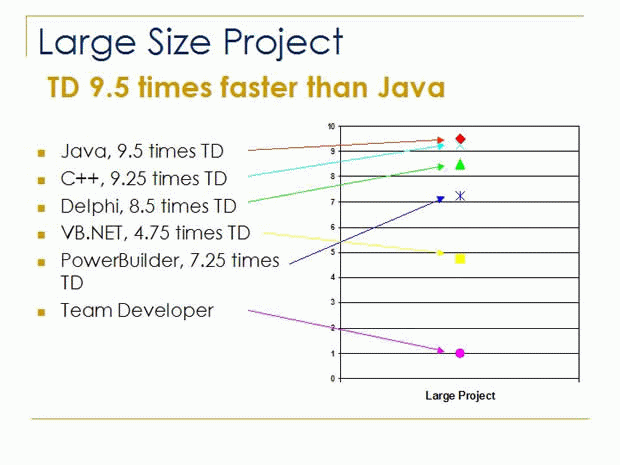 Large Size Project
TD 9.5 times faster than Java
Java, 9.5 times TD
C++, 9.25 times TD
Delphi, 8.5 times TD
VB.NET, 4.75 times TD
PowerBuilder, 7.25 times
TD
Team Developer
10
9
8
7
6
5
4
3
2
1
0
Large Project